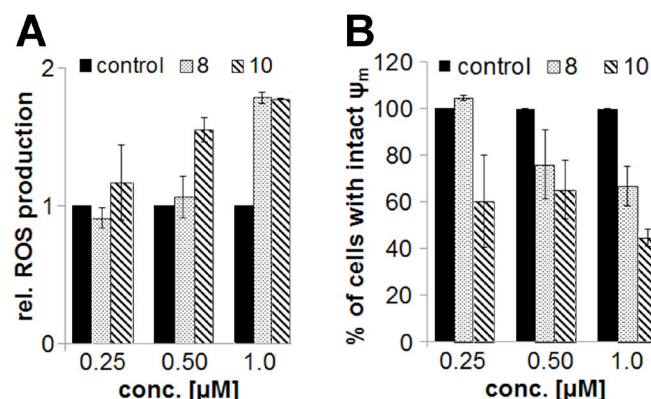 A
control 8 10
2
1
0
rel. ROS production
0.25 0.50 1.0
conc. [µM]
B
control 8 10
120
100
80
60
40
20
0
% of cells with intact ψm
0.25 0.50 1.0
conc. [µM]